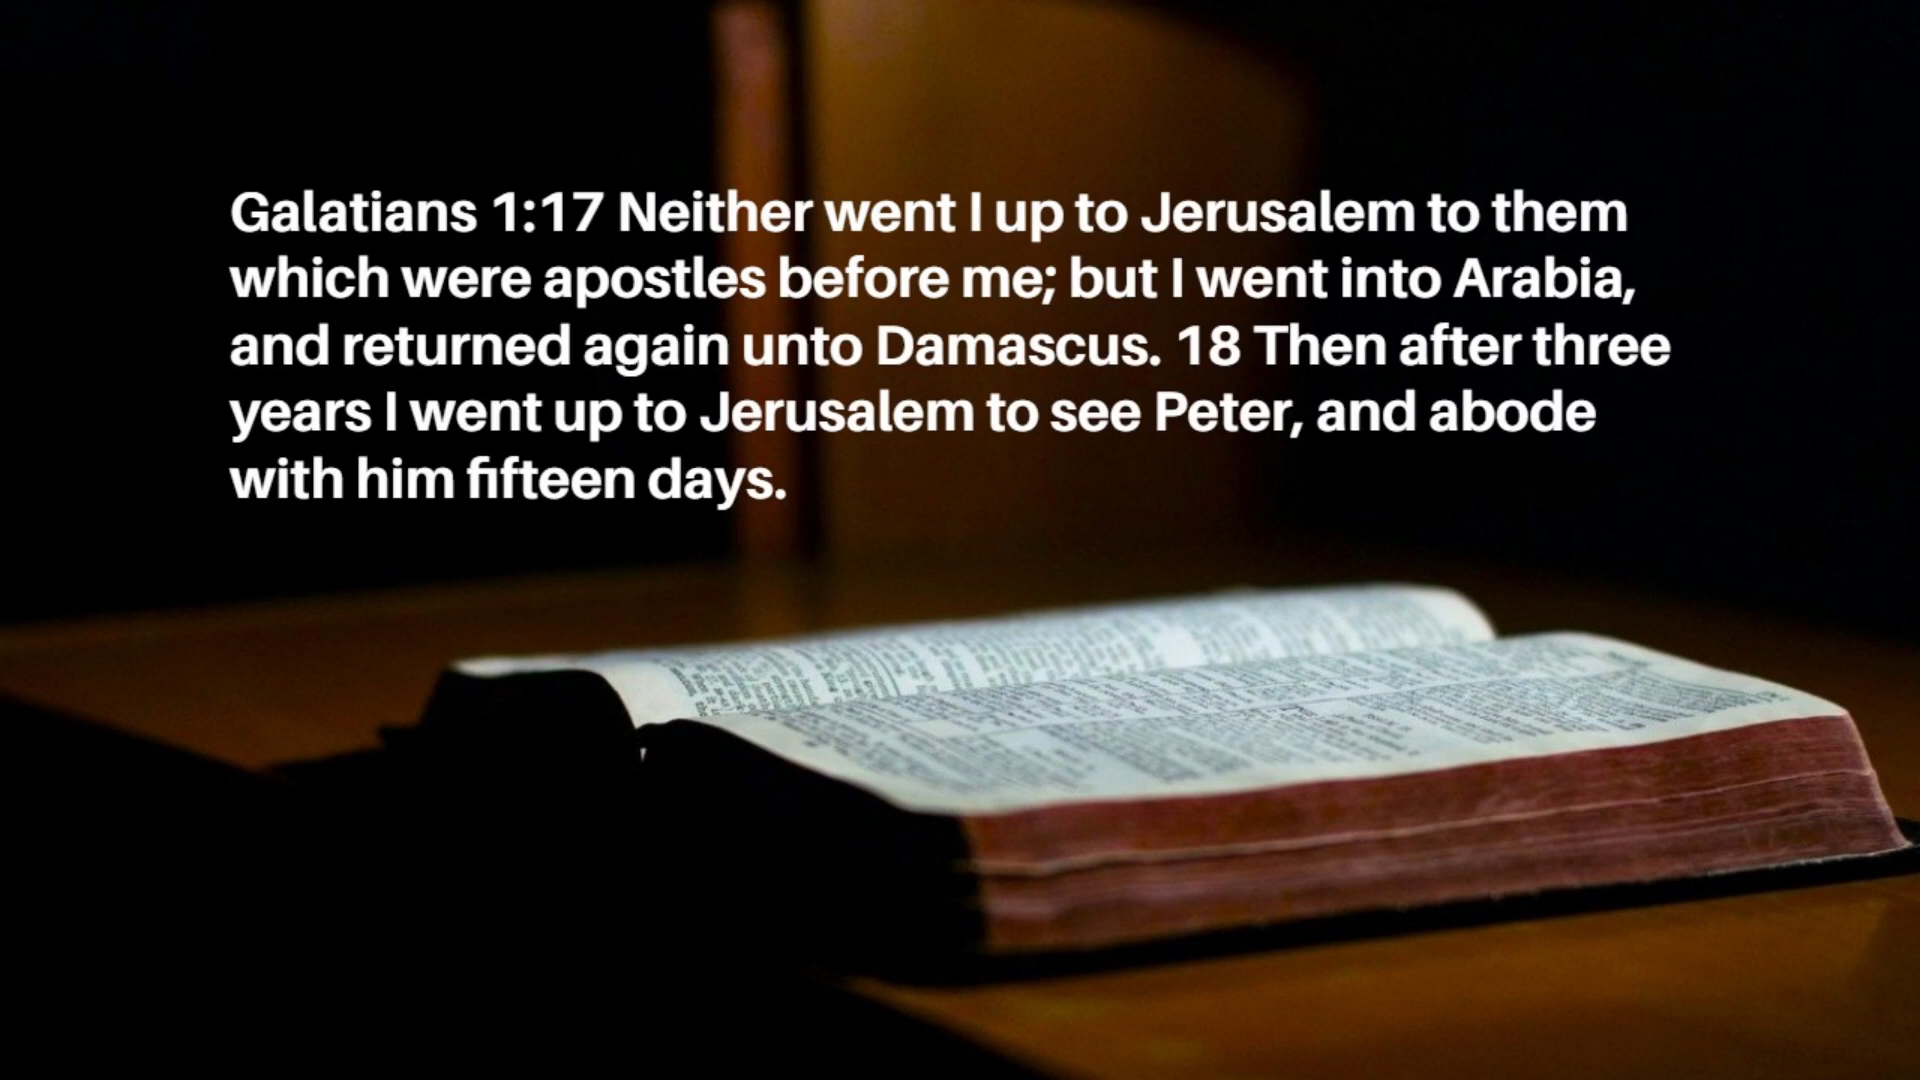 Galatians 1:17 Neither went I up to Jerusalem to them
which were apostles before me; but I went into Arabia,
and returned again unto Damascus. 18 Then after three
years I went up to Jerusalem to see Peter, and abode
with him fifteen days.